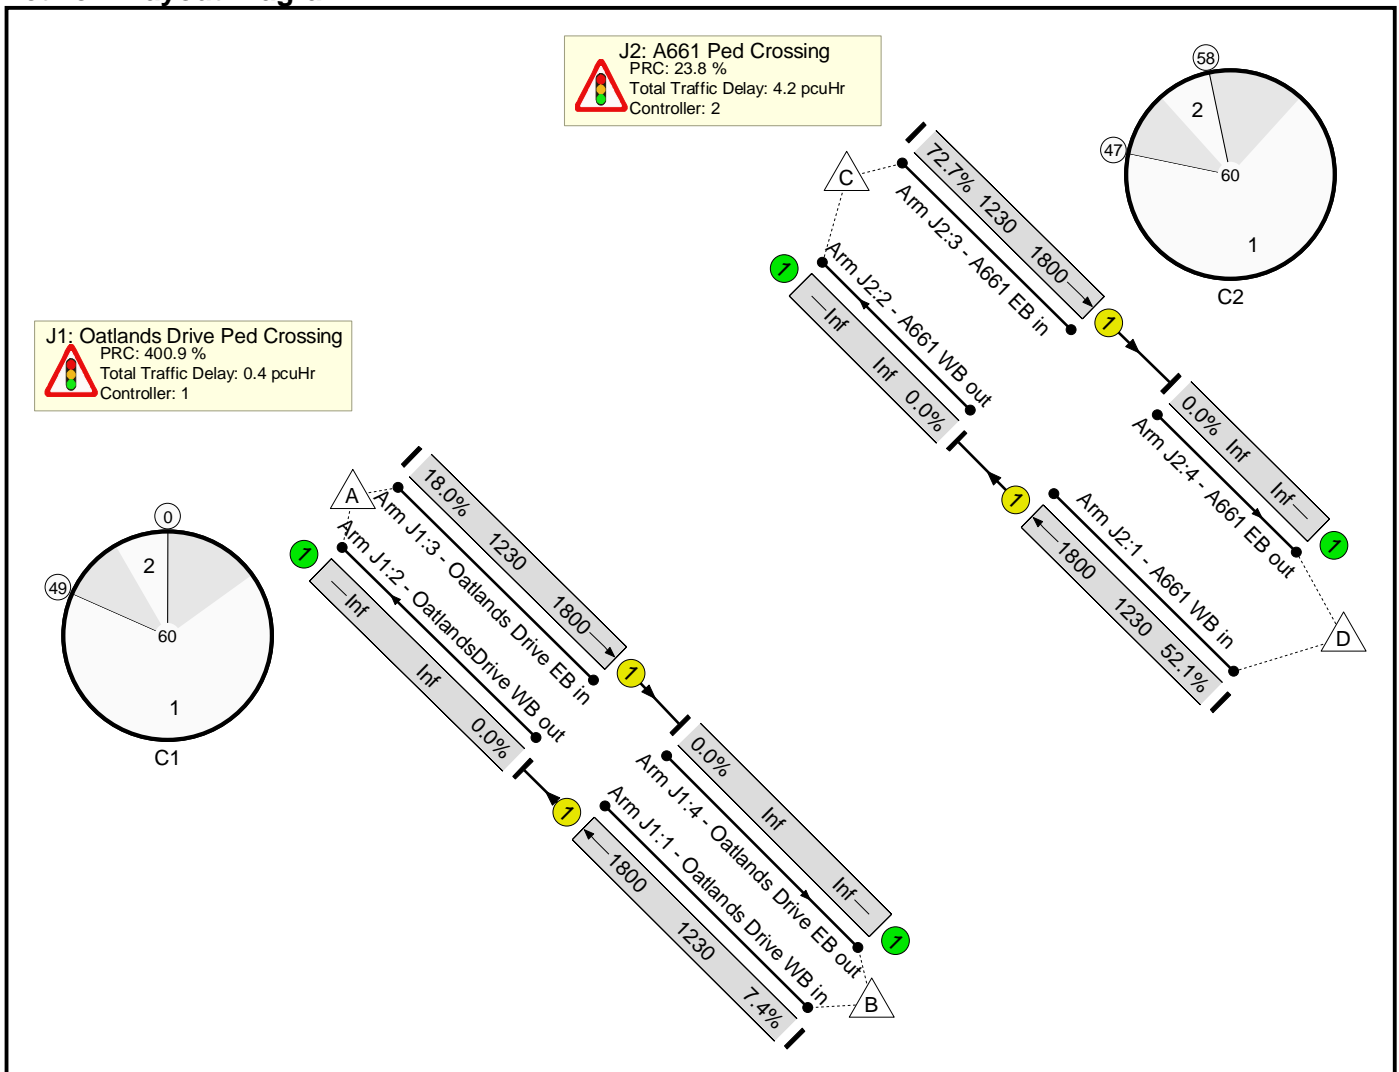 J2: A661 Ped Crossing
PRC: 23.8 %
Total Traffic Delay: 4.2 pcuHr
Controller: 2
58
2
47
60
1
C2
C
72.7% 1230 1800
Arm J2:3 - A661 EB in
1
Arm J2:2 - A661 WB out
1
Inf Inf 0.0%
0.0% Inf Inf
Arm J2:4 - A661 EB out
1
1
Arm J2:1 - A661 WB in
1800 1230 52.1%
D
J1: Oatlands Drive Ped Crossing
PRC: 400.9 %
Total Traffic Delay: 0.4 pcuHr
Controller: 1
0
2
49
60
1
C1
A
18.0% 1230 1800
Arm J1:3 - Oatlands Drive EB in
1
Arm J1:2 - OatlandsDrive WB out
1
Inf Inf 0.0%
0.0% Inf Inf
Arm J1:4 - Oatlands Drive EB out
1
1
Arm J1:1 - Oatlands Drive WB in
1800 1230 7.4%
B